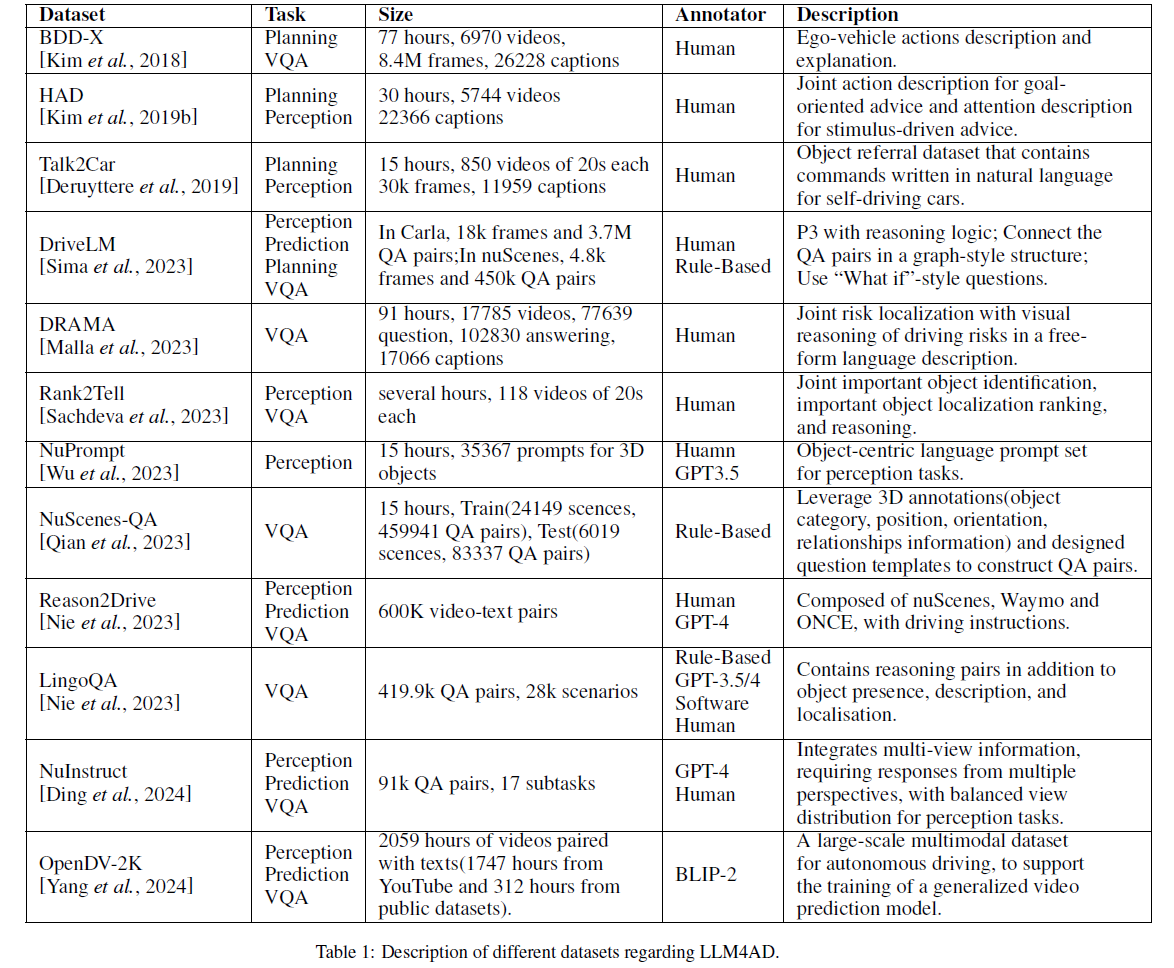 Dataset Task Size Annotator Description
BDD-X Planning 77 hours, 6970 videos, Human Ego-vehicle actions description and
[Kim et al., 2018] VQA 8.4M frames, 26228 captions explanation.
HAD Planning 30 hours, 5744 videos Human Joint action description for goal-
[Kim et al., 2019b] Perception 22366 captions oriented advice and attention description
for stimulus-driven advice.
Talk2Car Planning 15 hours, 850 videos of 20s each Human Object referral dataset that contains
[Deruyttere et al., 2019] Perception 30k frames, 11959 captions commands written in natural language
for self-driving cars.
Perception
DriveLM Prediction In Carla, 18k frames and 3.7M Human P3 with reasoning logic; Connect the
[Sima et al., 2023] Planning QA pairs;In nuScenes, 4.8k Rule-Based QA pairs in a graph-style structure;
VQA frames and 450k QA pairs Use “What if”-style questions.
DRAMA VQA 91 hours, 17785 videos, 77639 Human Joint risk localization with visual
[Malla et al., 2023] question, 102830 answering, reasoning of driving risks in a free-
17066 captions form language description.
Rank2Tell Perception several hours, 118 videos of 20s Human Joint important object identification,
[Sachdeva et al., 2023] VQA each important object localization ranking,
and reasoning.
NuPrompt Perception 15 hours, 35367 prompts for 3D Huamn Object-centric language prompt set
[Wu et al., 2023] objects GPT3.5 for perception tasks.
NuScenes-QA VQA 15 hours, Train(24149 scences, Rule-Based Leverage 3D annotations(object
[Qian et al., 2023] 459941 QA pairs), Test(6019 category, position, orientation,
scences, 83337 QA pairs) relationships information) and designed
question templates to construct QA pairs.
Reason2Drive Perception 600K video-text pairs Human Composed of nuScenes, Waymo and
[Nie et al., 2023] Prediction GPT-4 ONCE, with driving instructions.
VQA
LingoQA VQA 419.9k QA pairs, 28k scenarios Rule-Based Contains reasoning pairs in addition to
[Nie et al., 2023] GPT-3.5/4 object presence, description, and
Software localisation.
Human
NuInstruct Perception 91k QA pairs, 17 subtasks GPT-4 Integrates multi-view information,
[Ding et al., 2024] Prediction Human requiring responses from multiple
VQA perspectives, with balanced view
distribution for perception tasks.
OpenDV-2K Perception 2059 hours of videos paired BLIP-2 A large-scale multimodal dataset
[Yang et al., 2024] Prediction with texts(1747 hours from for autonomous driving, to support
VQA YouTube and 312 hours from the training of a generalized video
public datasets). prediction model.
Table 1: Description of different datasets regarding LLM4AD.